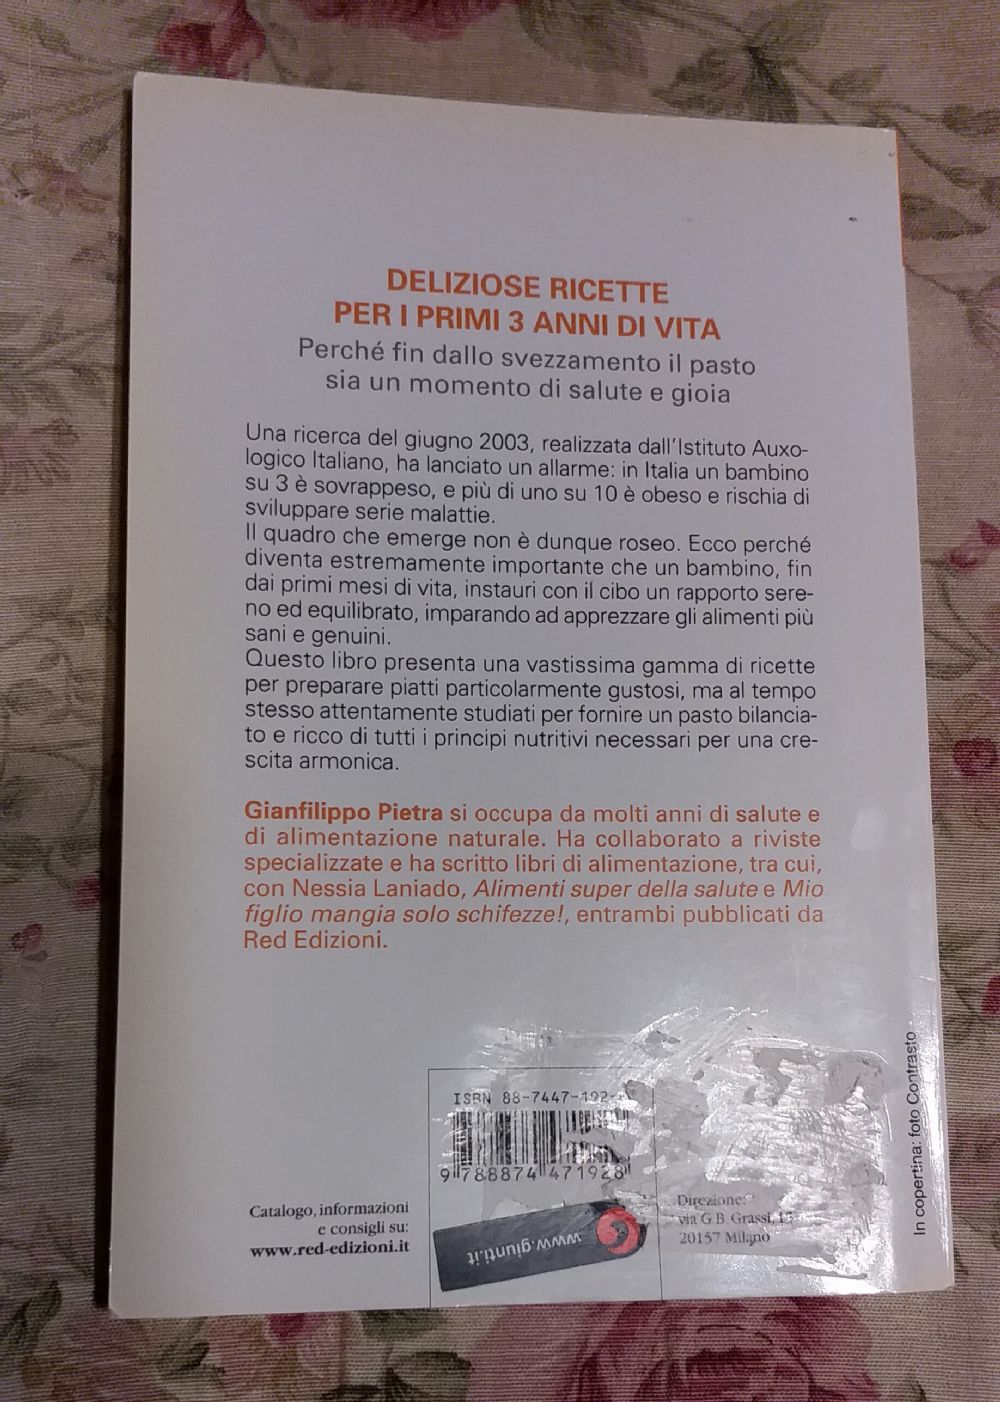 DELIZIOSE RICETTE
PER I PRIMI 3 ANNI DI VITA
Perché fin dallo svezzamento il pasto
sia un momento di salute e gioia
Una ricerca del giugno 2003, realizzata dall'Istituto Auxo-
logico Italiano, ha lanciato un allarme: in Italia un bambino
su 3 è sovrappeso, e più di uno su 10 è obeso e rischia di
sviluppare serie malattie.
Il quadro che emerge non è dunque roseo. Ecco perché
diventa estremamente importante che un bambino, fin
dai primi mesi di vita, instauri con il cibo un rapporto sere-
no ed equilibrato, imparando ad apprezzare gli alimenti più
sani e genuini.
Questo libro presenta una vastissima gamma di ricette
per preparare piatti particolarmente gustosi, ma al tempo
stesso attentamente studiati per fornire un pasto bilancia-
to e ricco di tutti i principi nutritivi necessari per una cre-
scita armonica.
Gianfilippo Pietra si occupa da molti anni di salute e
di alimentazione naturale. Ha collaborato a riviste
specializzate e ha scritto libri di alimentazione, tra cui,
con Nessia Laniado, Alimenti super della salute e Mio
figlio mangia solo schifezze!, entrambi pubblicati da
Red Edizioni.
ISBN 88-7447-192-
9 788874 471928
Catalogo, informazioni
e consigli su:
www.red-edizioni.it
www.giunti.it
Direzione:
via G.B. Grassi, 15
20157 Milano
In copertina: foto Contrasto